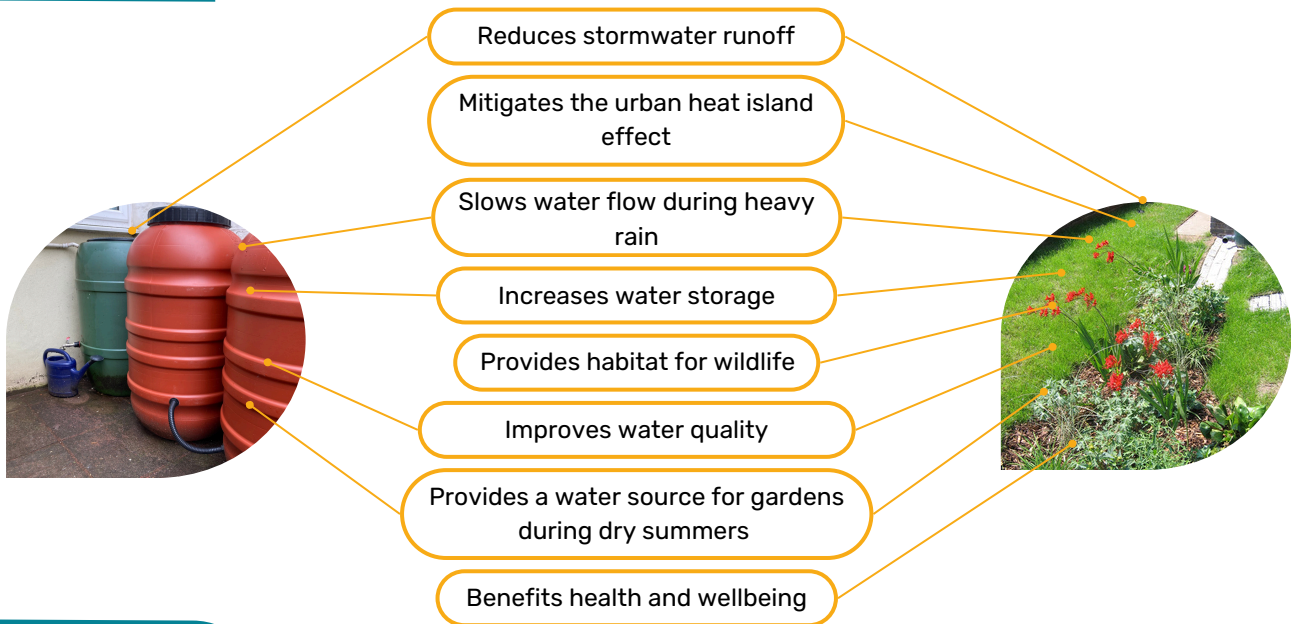 Reduces stormwater runoff
Mitigates the urban heat island
effect
Slows water flow during heavy
rain
Increases water storage
Provides habitat for wildlife
Improves water quality
Provides a water source for gardens
during dry summers
Benefits health and wellbeing